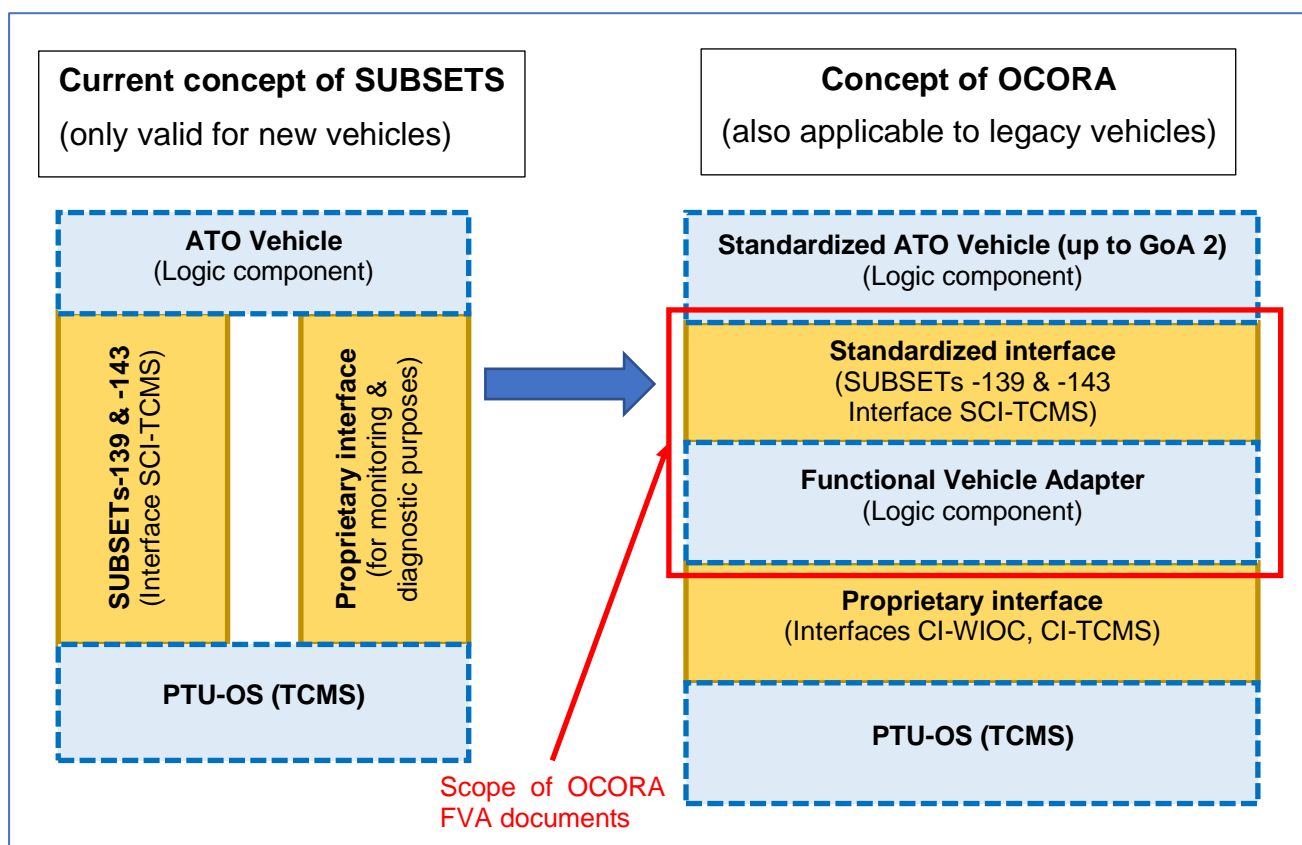 Current concept of SUBSETS
(only valid for new vehicles)
Concept of OCORA
(also applicable to legacy vehicles)
ATO Vehicle
(Logic component)
SUBSETs-139 & -143
(Interface SCI-TCMS)
Proprietary interface
(for monitoring &
diagnostic purposes)
PTU-OS (TCMS)
Standardized ATO Vehicle (up to GoA 2)
(Logic component)
Standardized interface
(SUBSETs -139 & -143
Interface SCI-TCMS)
Functional Vehicle Adapter
(Logic component)
Proprietary interface
(Interfaces CI-WIOC, CI-TCMS)
PTU-OS (TCMS)
Scope of OCORA
FVA documents